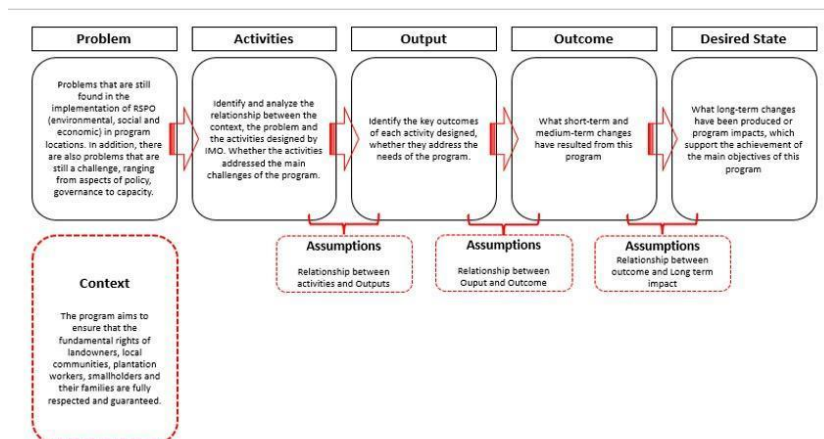 Problem
Activities
Output
Outcome
Desired State
Problems that are still
found in the
implementation of RSPO
(environmental, social and
economic) in program
locations. In addition, there
are also problems that are
still a challenge, ranging
from aspects of policy,
governance to capacity.
Identify and analyze the
relationship between the
context, the problem and
the activities designed by
IMO. Whether the activities
addressed the main
challenges of the program.
Identify the key outcomes
of each activity designed,
whether they address the
needs of the program.
What short-term and
medium-term changes
have resulted from this
program
What long-term changes
have been produced or
program impacts, which
support the achievement of
the main objectives of this
program
Assumptions
Relationship between
activities and Outputs
Assumptions
Relationship between
Ouput and Outcome
Assumptions
Relationship between
outcome and Long term
impact
Context
The program aims to
ensure that the
fundamental rights of
landowners, local
communities, plantation
workers, smallholders and
their families are fully
respected and guaranteed.